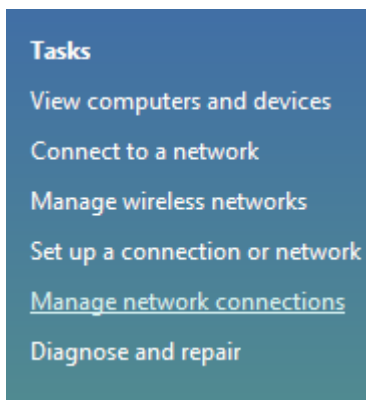 Tasks
View computers and devices
Connect to a network
Manage wireless networks
Set up a connection or network
Manage network connections
Diagnose and repair